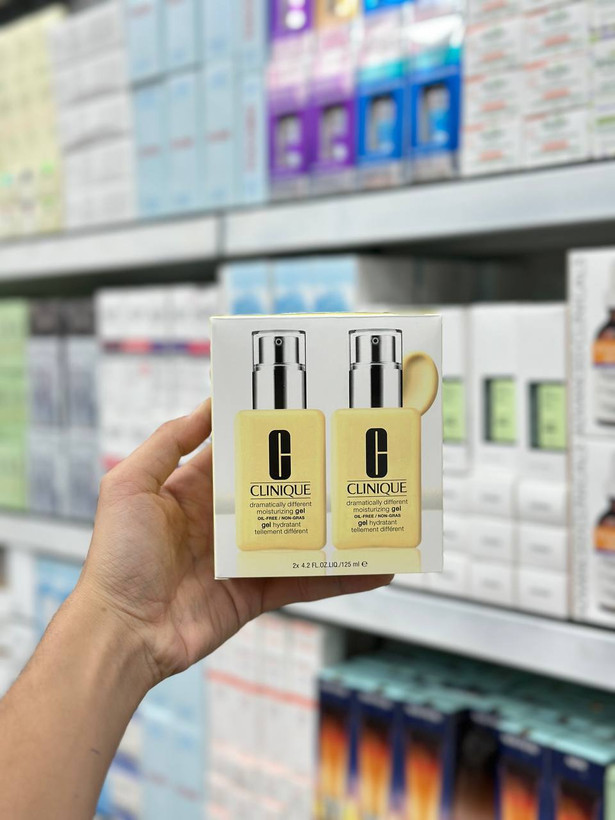 CLINIQUE
dramatically different
moisturizing gel
OIL-FREE / NON-GRAS
gel hydratant
tellement différent
CLINIQUE
dramatically different
moisturizing gel
OIL-FREE / NON-GRAS
gel hydratant
tellement différent
2x 4.2 FL.OZ.LIQ./125 ml ℮